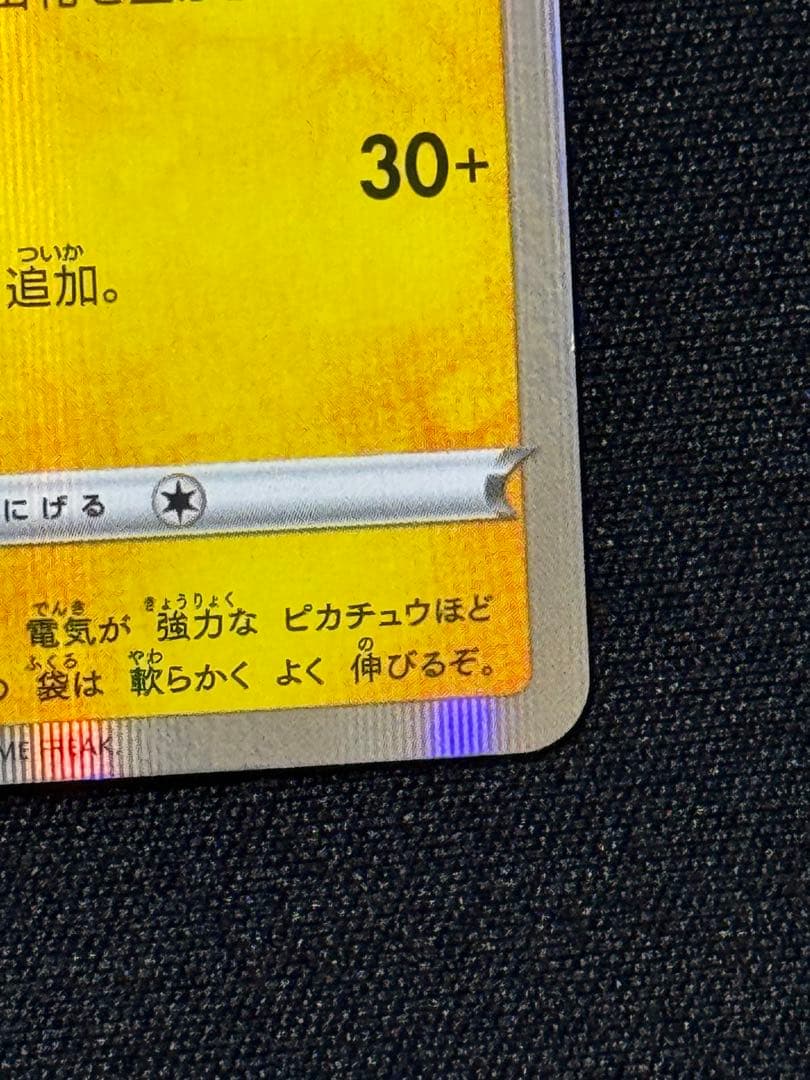 30+
ついか
追加。
にげる
でんき きょうりょく
電気が 強力な ピカチュウほど
ふくろ やわ の
袋は 軟らかく よく 伸びるぞ。
ME FREAK.